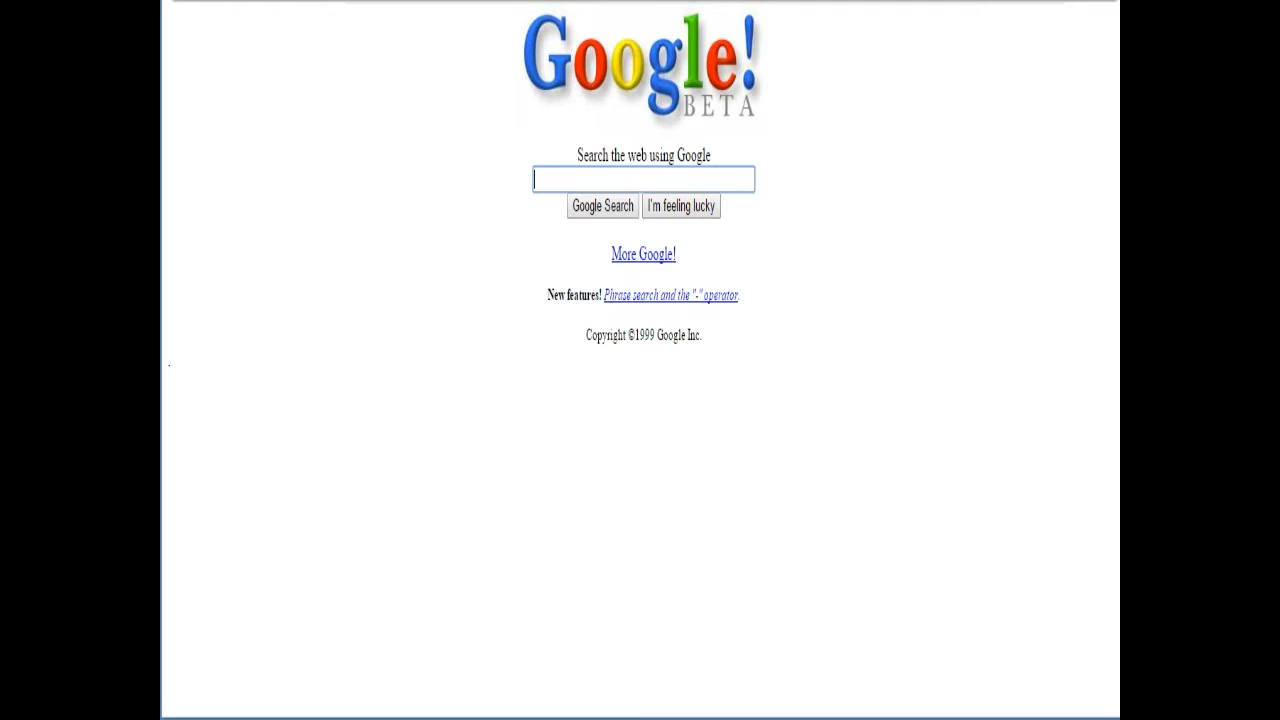 Google!
BETA
Search the web using Google
Google Search I'm feeling lucky
More Google!
New features! Phrase search and the "-" operator.
Copyright ©1999 Google Inc.
.